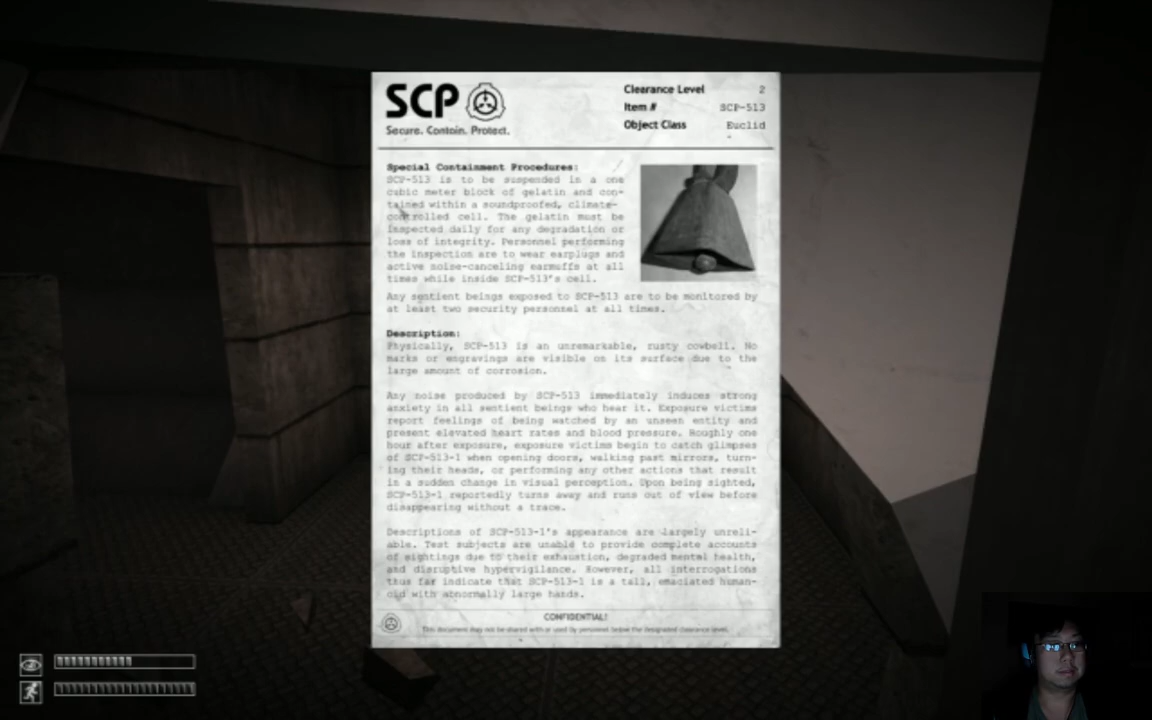 SCP
Secure. Contain. Protect.
Clearance Level 2
Item # SCP-513
Object Class Euclid
Special Containment Procedures:
SCP-513 is to be suspended in a one
cubic meter block of gelatin and con-
tained within a soundproofed, climate-
controlled cell. The gelatin must be
inspected daily for any degradation or
loss of integrity. Personnel performing
the inspection are to wear earplugs and
active noise-canceling earmuffs at all
times while inside SCP-513's cell.
Any sentient beings exposed to SCP-513 are to be monitored by
at least two security personnel at all times.
Description:
Physically, SCP-513 is an unremarkable, rusty cowbell. No
marks or engravings are visible on its surface due to the
large amount of corrosion.
Any noise produced by SCP-513 immediately induces strong
anxiety in all sentient beings who hear it. Exposure victims
report feelings of being watched by an unseen entity and
present elevated heart rates and blood pressure. Roughly one
hour after exposure, exposure victims begin to catch glimpses
of SCP-513-1 when opening doors, walking past mirrors, turn-
ing their heads, or performing any other actions that result
in a sudden change in visual perception. Upon being sighted,
SCP-513-1 reportedly turns away and runs out of view before
disappearing without a trace.
Descriptions of SCP-513-1's appearance are largely unreli-
able. Test subjects are unable to provide complete accounts
of sightings due to their exhaustion, degraded mental health,
and disruptive hypervigilance. However, all interrogations
thus far indicate that SCP-513-1 is a tall, emaciated human-
oid with abnormally large hands.
CONFIDENTIAL!
This document may not be shared with or used by personnel below the designated clearance level.